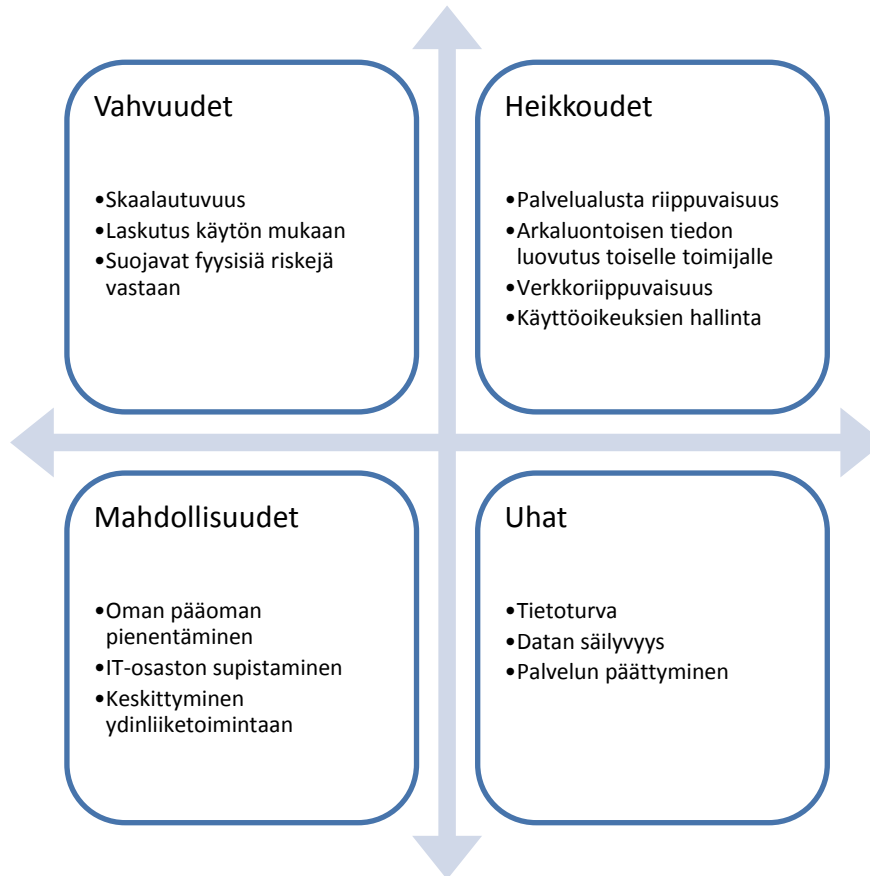 Vahvuudet
•Skaalautuvuus
•Laskutus käytön mukaan
•Suojavat fyysisiä riskejä
vastaan
Heikkoudet
•Palvelualusta riippuvaisuus
•Arkaluontoisen tiedon
luovutus toiselle toimijalle
•Verkkoriippuvaisuus
•Käyttöoikeuksien hallinta
Mahdollisuudet
•Oman pääoman
pienentäminen
•IT-osaston supistaminen
•Keskittyminen
ydinliiketoimintaan
Uhat
•Tietoturva
•Datan säilyvyys
•Palvelun päättyminen